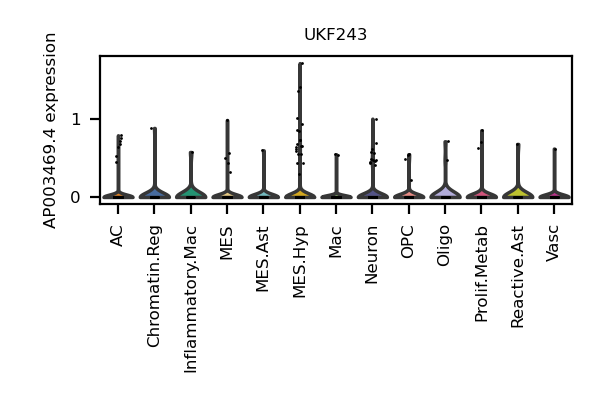 UKF243
AP003469.4 expression
1
0
AC
Chromatin.Reg
Inflammatory.Mac
MES
MES.Ast
MES.Hyp
Mac
Neuron
OPC
Oligo
Prolif.Metab
Reactive.Ast
Vasc